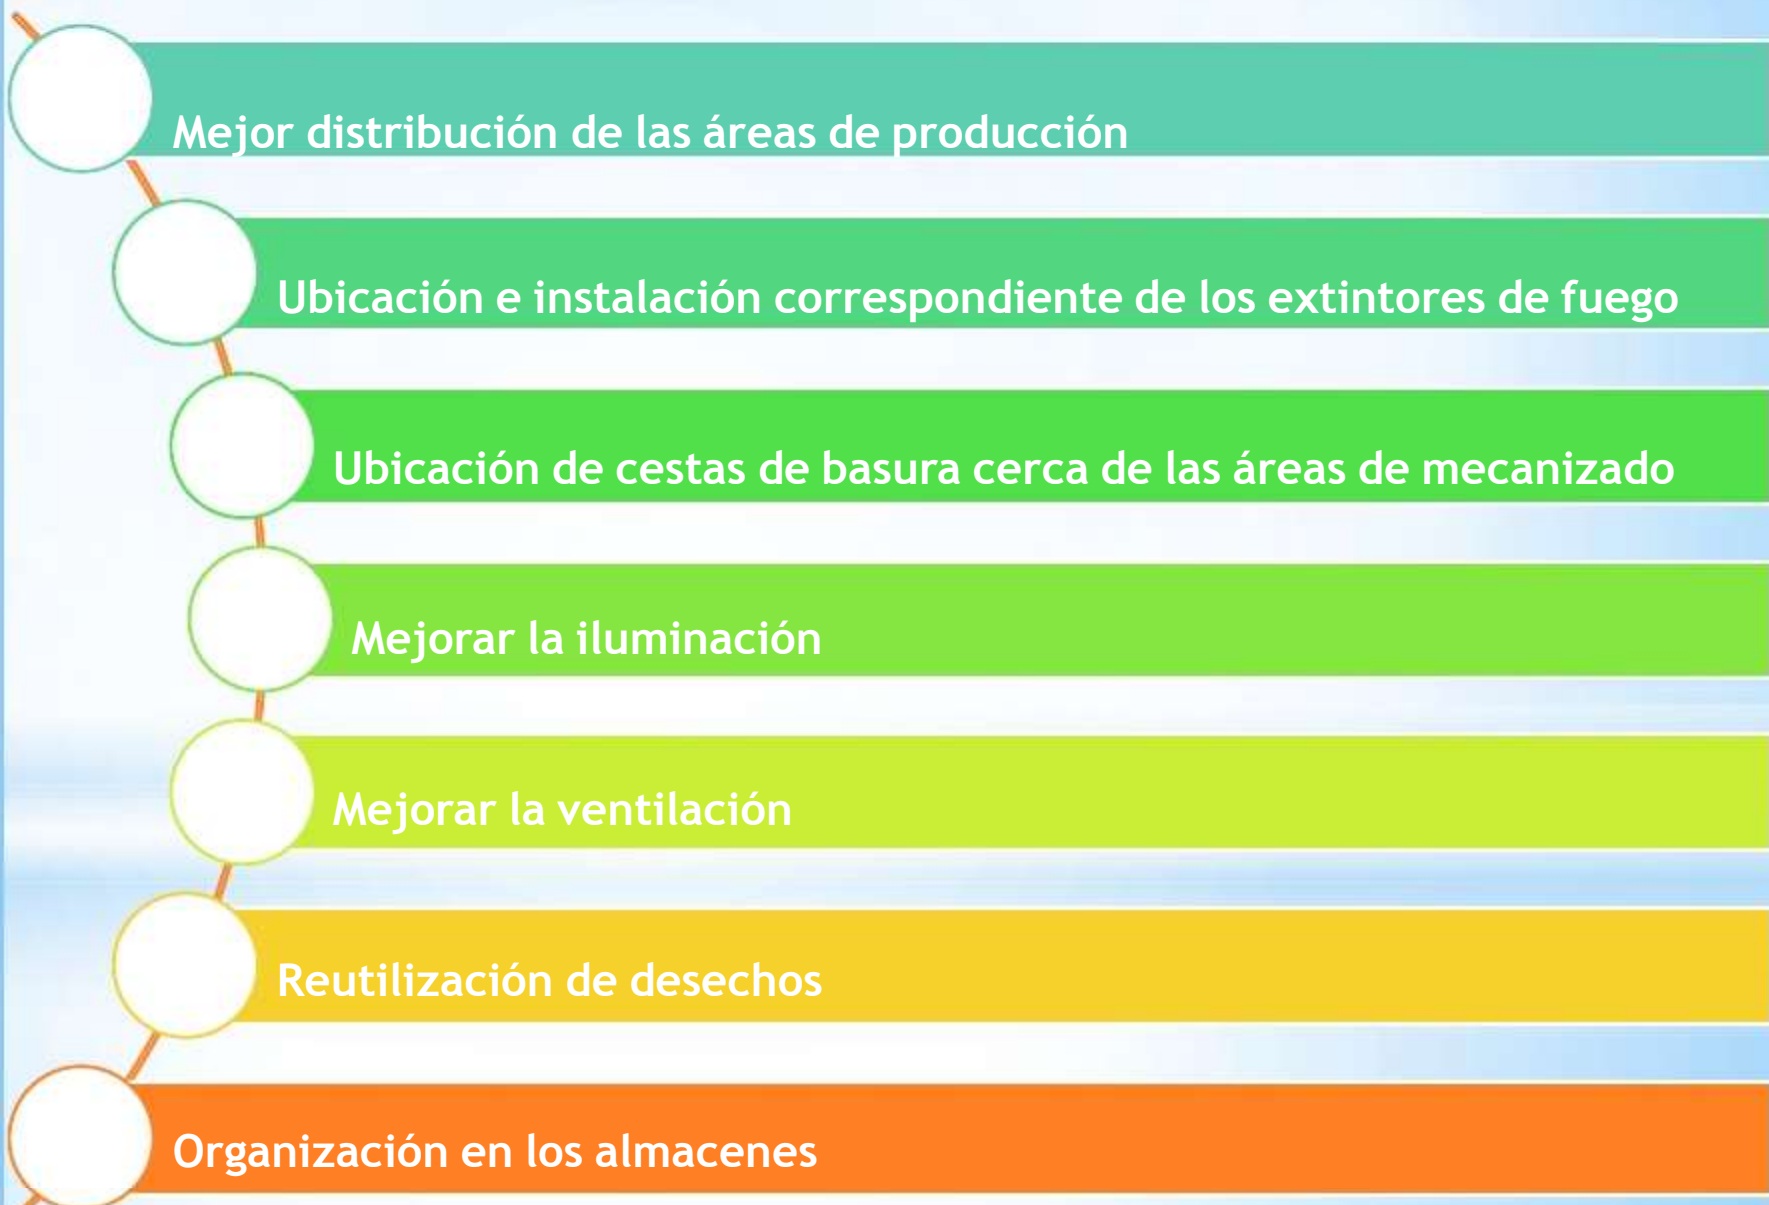 Mejor distribución de las áreas de producción
Ubicación e instalación correspondiente de los extintores de fuego
Ubicación de cestas de basura cerca de las áreas de mecanizado
Mejorar la iluminación
Mejorar la ventilación
Reutilización de desechos
Organización en los almacenes